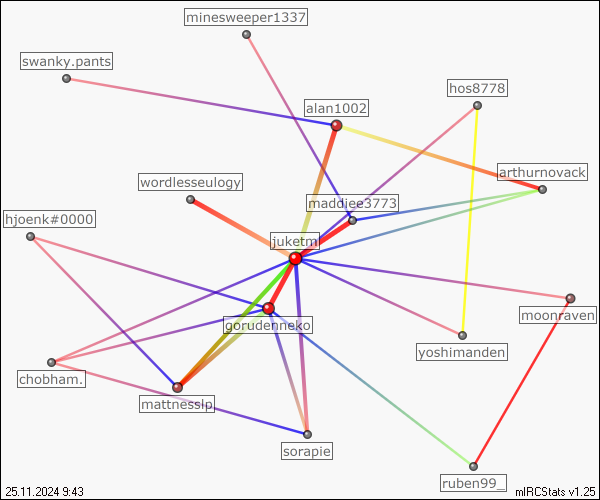 minesweeper1337
swanky.pants
hos8778
alan1002
arthurnovack
wordlesseulogy
maddiee3773
hjoenk#0000
juketm
moonraven
gorudenneko
yoshimanden
chobham.
mattnesslp
sorapie
ruben99_
25.11.2024 9:43
mIRCStats v1.25